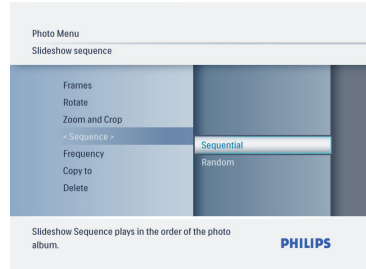 Photo Menu
Slideshow sequence
Frames
Rotate
Zoom and Crop
< Sequence >
Frequency
Copy to
Delete
Sequential
Random
Slideshow Sequence plays in the order of the photo
album.
PHILIPS